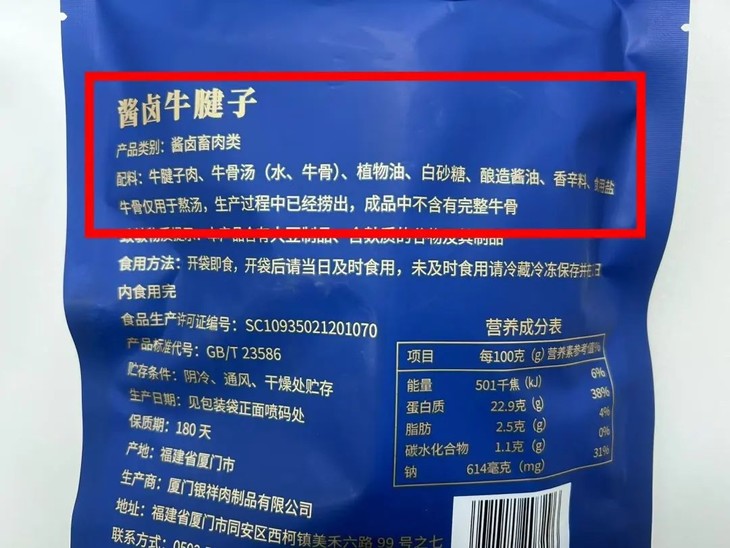 酱卤牛腱子
产品类别：酱卤畜肉类
配料：牛腱子肉、牛骨汤（水、牛骨）、植物油、白砂糖、酿造酱油、香辛料、食用盐
牛骨仅用于熬汤，生产过程中已经捞出，成品中不含有完整牛骨
食用方法：开袋即食，开袋后请当日及时食用，未及时食用请冷藏冷冻保存并在
日
内食用完
食品生产许可证编号：SC10935021201070
产品标准代号：GB/T 23586
贮存条件：阴冷、通风、干燥处贮存
生产日期：见包装袋正面喷码处
保质期：180 天
产地：福建省厦门市
生产商：厦门银祥肉制品有限公司
地址：福建省厦门市同安区西柯镇美禾六路 99 号之七
联系方式：0592
营养成分表
项目 每100克（g） 营养素参考值%
能量 501千焦（kJ） 6%
蛋白质 22.9克（g） 38%
脂肪 2.5克（g） 4%
碳水化合物 1.1克（g） 0%
钠 614毫克（mg） 31%